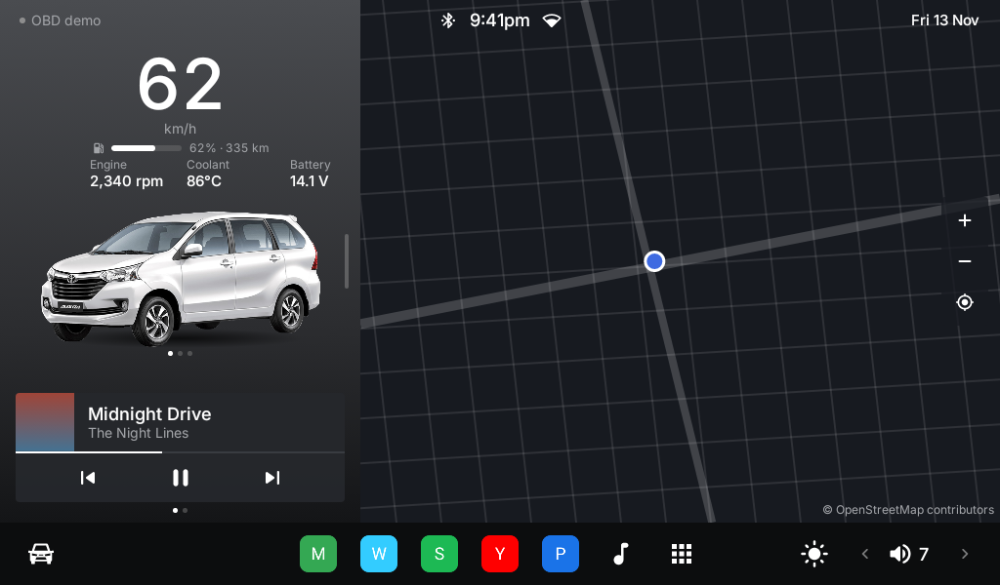 OBD demo
9:41pm
Fri 13 Nov
62
km/h
62% · 335 km
Engine
Coolant
Battery
2,340 rpm
86°C
14.1 V
Midnight Drive
The Night Lines
© OpenStreetMap contributors
M
W
S
Y
P
7